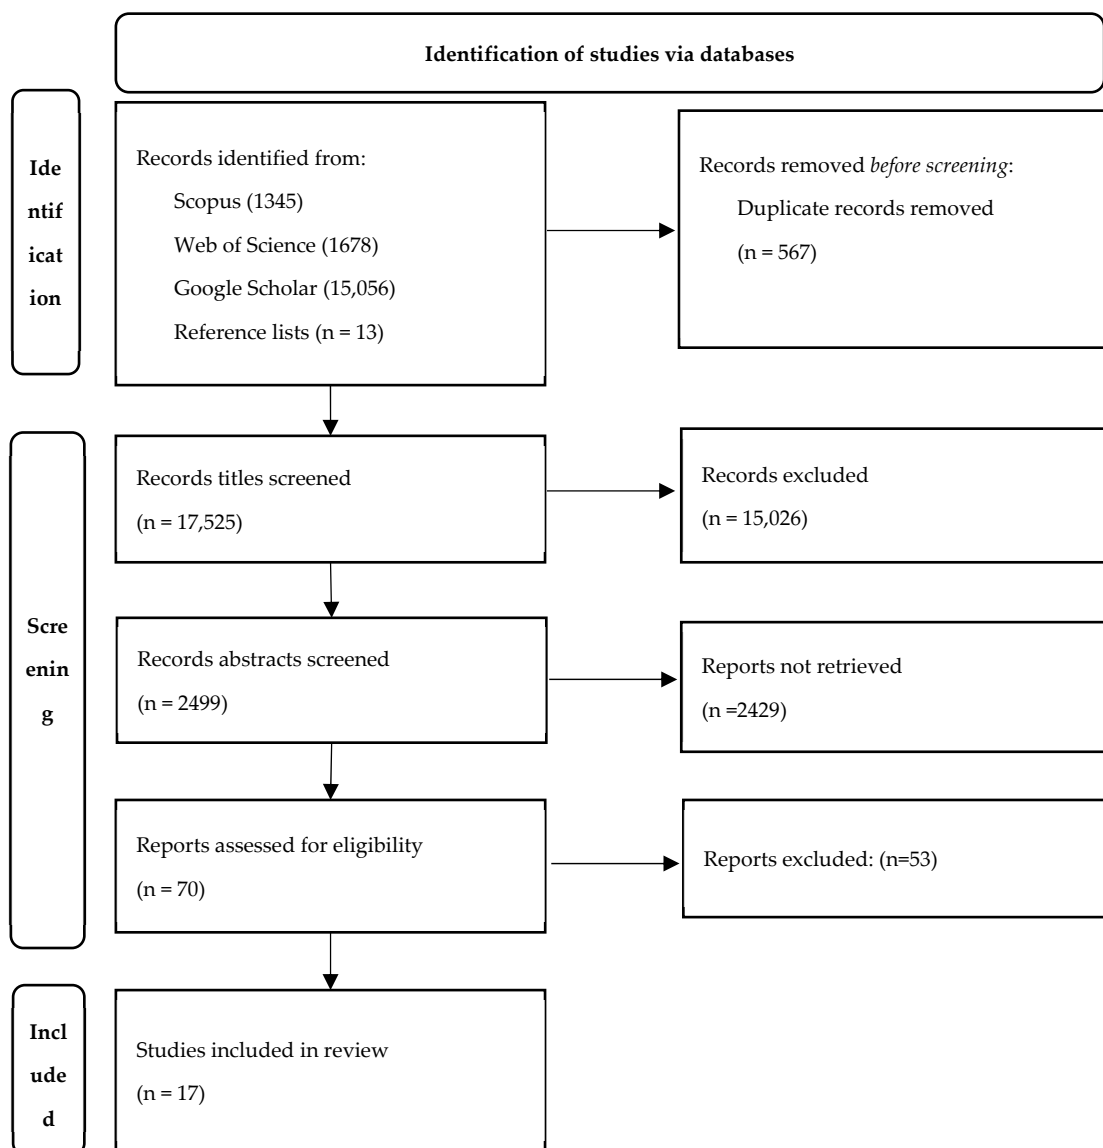 Identification of studies via databases
Ide
ntif
icat
ion
Records identified from:
Scopus (1345)
Web of Science (1678)
Google Scholar (15,056)
Reference lists (n = 13)
Records removed before screening:
Duplicate records removed
(n = 567)
Scre
enin
g
Records titles screened
(n = 17,525)
Records excluded
(n = 15,026)
Records abstracts screened
(n = 2499)
Reports not retrieved
(n =2429)
Reports assessed for eligibility
(n = 70)
Reports excluded: (n=53)
Incl
ude
d
Studies included in review
(n = 17)